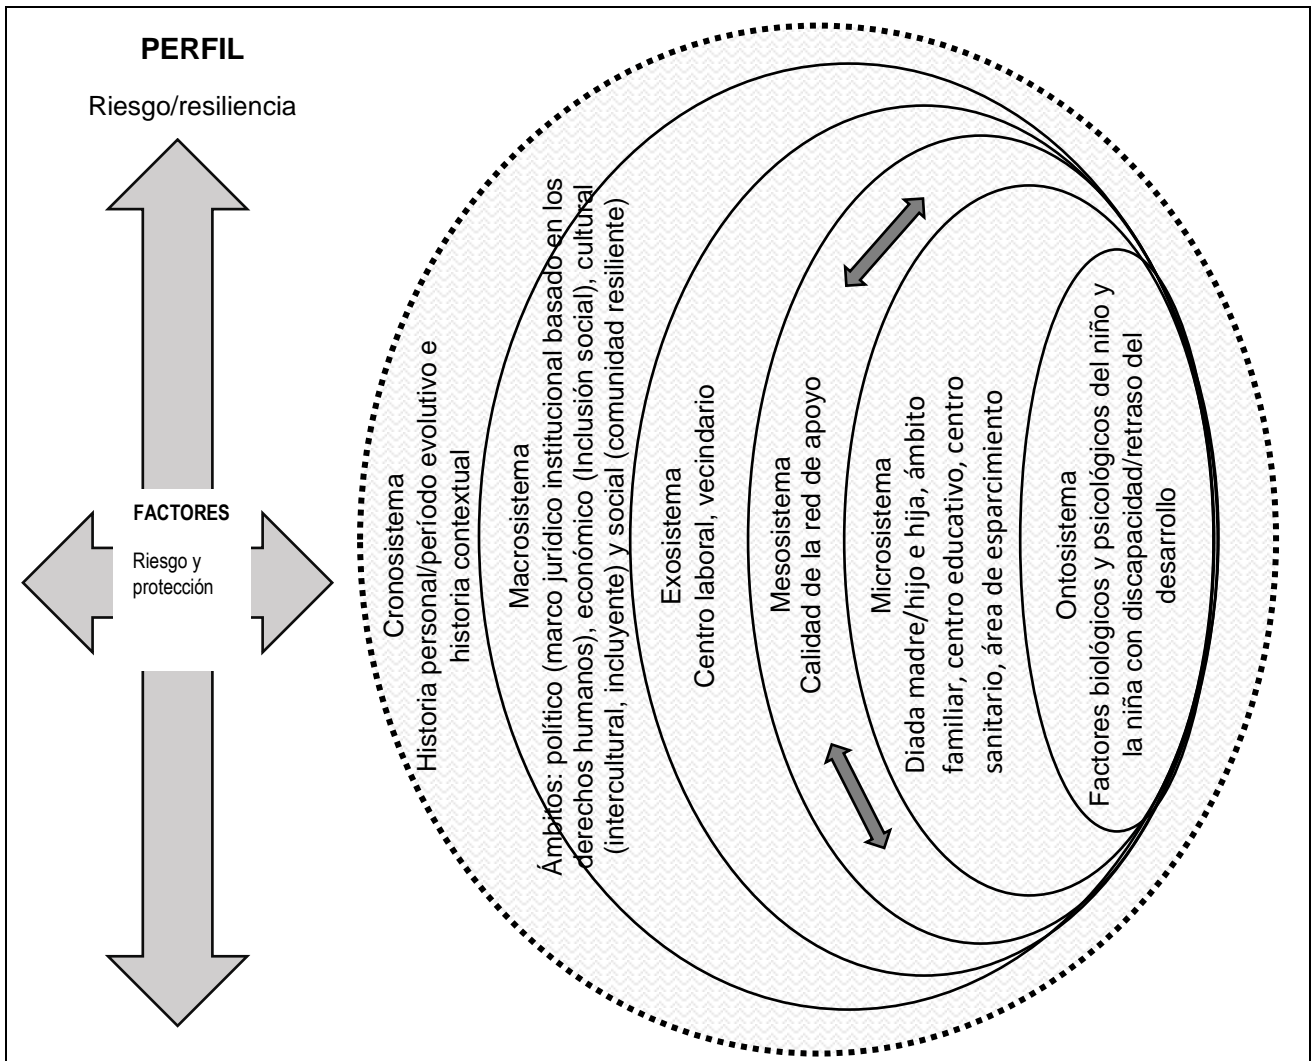 PERFIL
Riesgo/resiliencia
FACTORES
Riesgo y
protección
Cronosistema
Historia personal/período evolutivo e
historia contextual
Macrosistema
Ámbitos: político (marco jurídico institucional basado en los
derechos humanos), económico (Inclusión social), cultural
(intercultural, incluyente) y social (comunidad resiliente)
Exosistema
Centro laboral, vecindario
Mesosistema
Calidad de la red de apoyo
Microsistema
Diada madre/hijo e hija, ámbito
familiar, centro educativo, centro
sanitario, área de esparcimiento
Ontosistema
Factores biológicos y psicológicos del niño y
la niña con discapacidad/retraso del
desarrollo